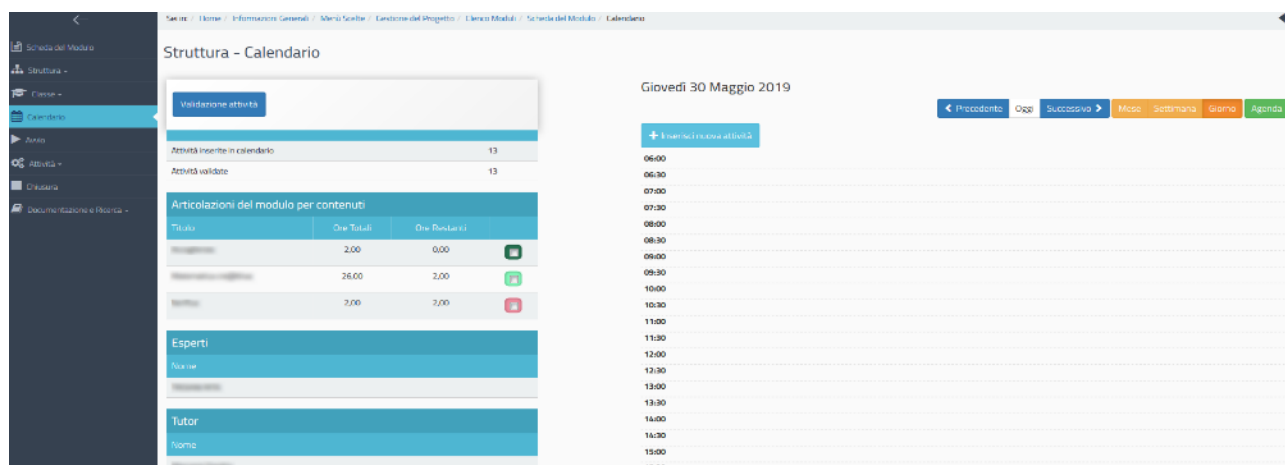 Sei in: / Home / Informazioni Generali / Menù Scelte / Gestione del Progetto / Elenco Moduli / Scheda del Modulo / Calendario
Scheda del Modulo
Struttura
Classe
Calendario
Avvio
Attività
Chiusura
Documentazione e Ricerca
Struttura - Calendario
Validazione attività
Attività inserite in calendario 13
Attività validate 13
Articolazioni del modulo per contenuti
Titolo Ore Totali Ore Restanti
2,00 0,00
26,00 2,00
2,00 2,00
Esperti
Nome
Tutor
Nome
Giovedì 30 Maggio 2019
Precedente Oggi Successivo Mese Settimana Giorno Agenda
+ Inserisci nuova attività
06:00
06:30
07:00
07:30
08:00
08:30
09:00
09:30
10:00
10:30
11:00
11:30
12:00
12:30
13:00
13:30
14:00
14:30
15:00